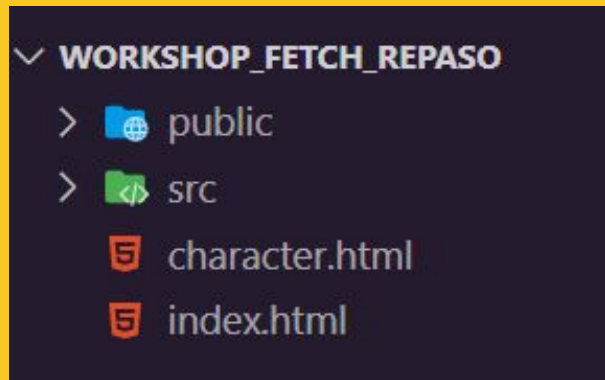 WORKSHOP_FETCH_REPASO
public
src
character.html
index.html